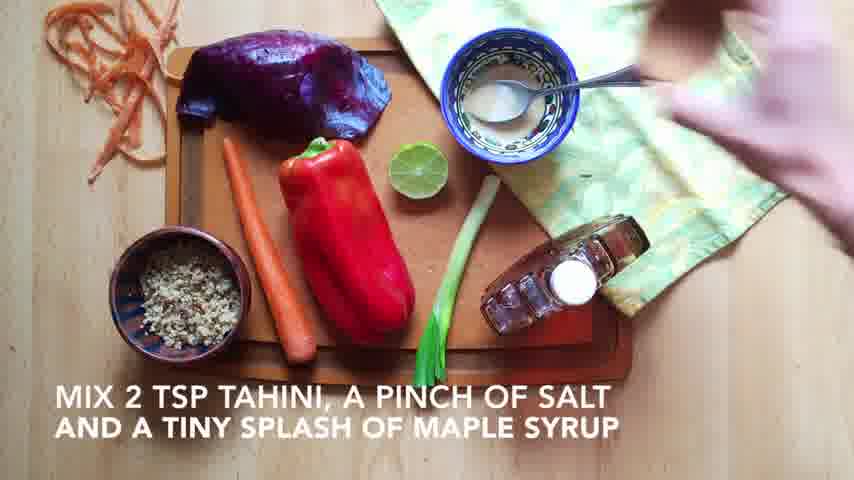 MIX 2 TSP TAHINI, A PINCH OF SALT
AND A TINY SPLASH OF MAPLE SYRUP